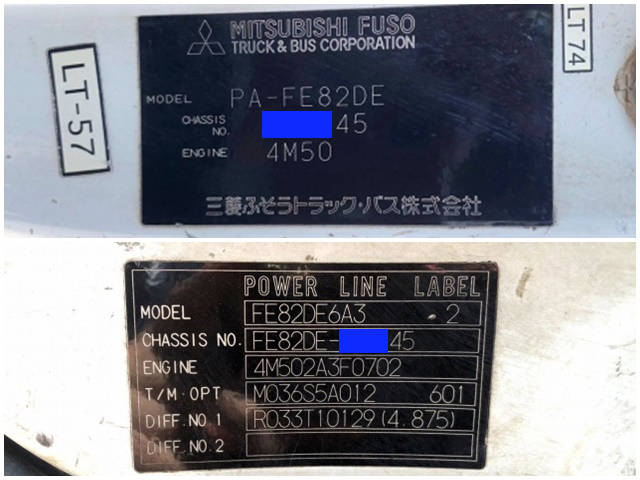 MITSUBISHI FUSO
TRUCK & BUS CORPORATION
LT-57
LT 74
MODEL PA-FE82DE
CHASSIS NO. 45
ENGINE 4M50
三菱ふそうトラック・バス株式会社
POWER LINE LABEL
MODEL FE82DE6A3 2
CHASSIS NO. FE82DE- 45
ENGINE 4M502A3F0702
T/M・OPT M036S5A012 601
DIFF.NO.1 R033T10129(4.875)
DIFF.NO.2